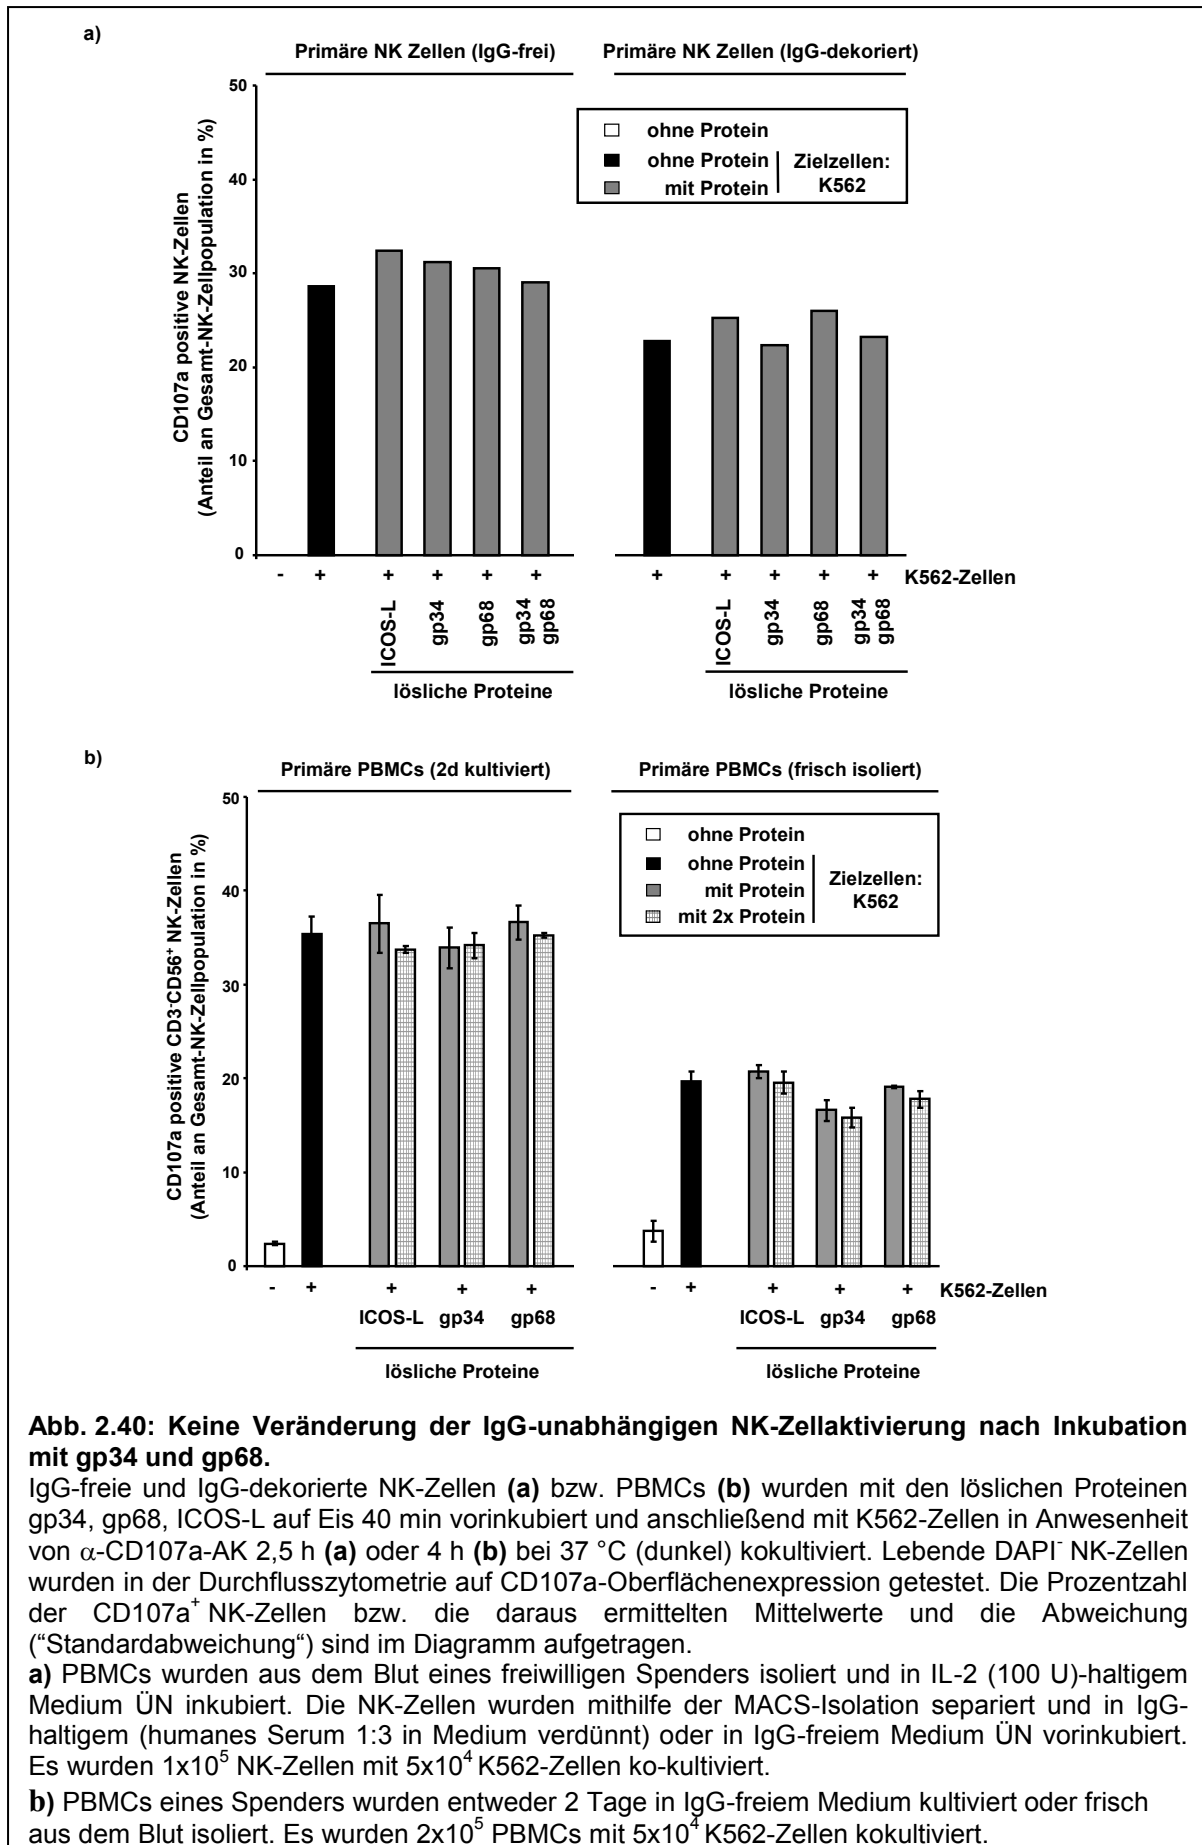 a)
Primäre NK Zellen (IgG-frei)
Primäre NK Zellen (IgG-dekoriert)
CD107a positive NK-Zellen
(Anteil an Gesamt-NK-Zellpopulation in %)
50
40
30
20
10
0
ohne Protein
ohne Protein
mit Protein
Zielzellen:
K562
- + + + + +
+ + + + +
K562-Zellen
ICOS-L
gp34
gp68
gp34
gp68
ICOS-L
gp34
gp68
gp34
gp68
lösliche Proteine
lösliche Proteine
b)
Primäre PBMCs (2d kultiviert)
Primäre PBMCs (frisch isoliert)
CD107a positive CD3⁻CD56⁺ NK-Zellen
(Anteil an Gesamt-NK-Zellpopulation in %)
50
40
30
20
10
0
ohne Protein
ohne Protein
mit Protein
mit 2x Protein
Zielzellen:
K562
- + + + +
- + + + +
K562-Zellen
ICOS-L gp34 gp68
ICOS-L gp34 gp68
lösliche Proteine
lösliche Proteine
Abb. 2.40: Keine Veränderung der IgG-unabhängigen NK-Zellaktivierung nach Inkubation
mit gp34 und gp68.
IgG-freie und IgG-dekorierte NK-Zellen (a) bzw. PBMCs (b) wurden mit den löslichen Proteinen
gp34, gp68, ICOS-L auf Eis 40 min vorinkubiert und anschließend mit K562-Zellen in Anwesenheit
von α-CD107a-AK 2,5 h (a) oder 4 h (b) bei 37 °C (dunkel) kokultiviert. Lebende DAPI⁻ NK-Zellen
wurden in der Durchflusszytometrie auf CD107a-Oberflächenexpression getestet. Die Prozentzahl
der CD107a⁺ NK-Zellen bzw. die daraus ermittelten Mittelwerte und die Abweichung
(“Standardabweichung“) sind im Diagramm aufgetragen.
a) PBMCs wurden aus dem Blut eines freiwilligen Spenders isoliert und in IL-2 (100 U)-haltigem
Medium ÜN inkubiert. Die NK-Zellen wurden mithilfe der MACS-Isolation separiert und in IgG-
haltigem (humanes Serum 1:3 in Medium verdünnt) oder in IgG-freiem Medium ÜN vorinkubiert.
Es wurden 1x10⁵ NK-Zellen mit 5x10⁴ K562-Zellen ko-kultiviert.
b) PBMCs eines Spenders wurden entweder 2 Tage in IgG-freiem Medium kultiviert oder frisch
aus dem Blut isoliert. Es wurden 2x10⁵ PBMCs mit 5x10⁴ K562-Zellen kokultiviert.